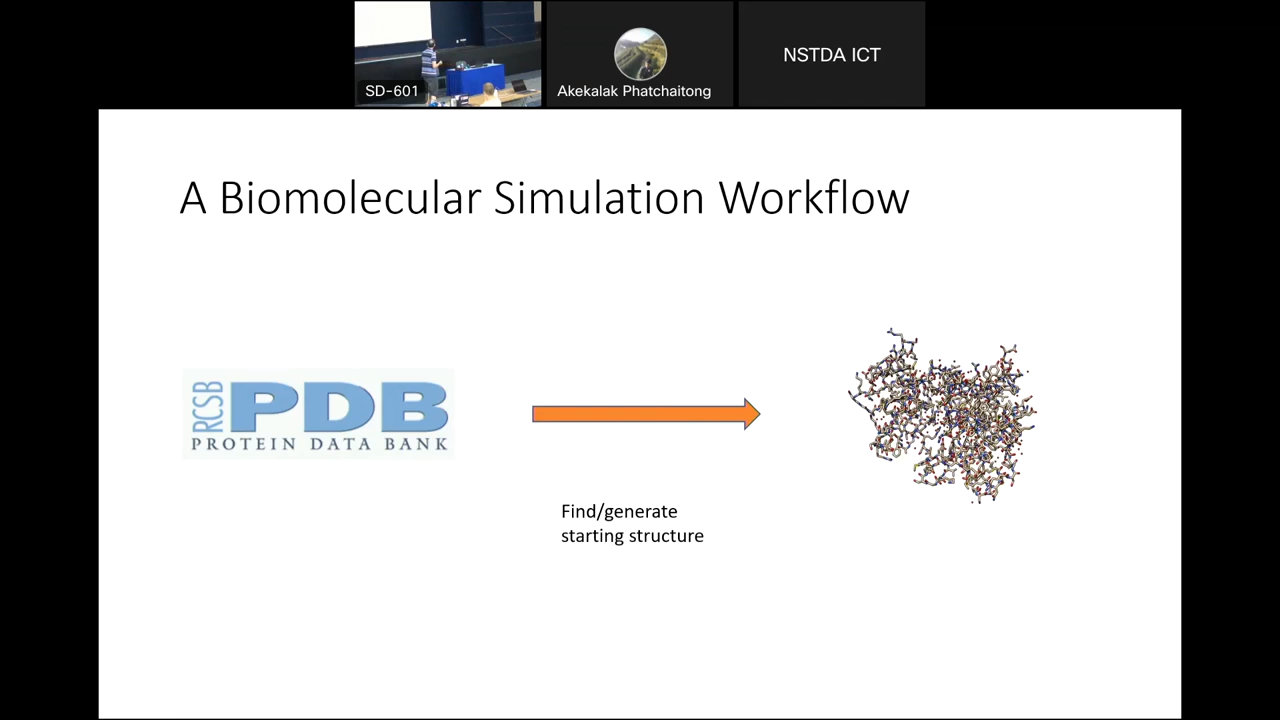 SD-601
Akekalak Phatchaitong
NSTDA ICT
A Biomolecular Simulation Workflow
RCSB
PDB
PROTEIN DATA BANK
Find/generate
starting structure